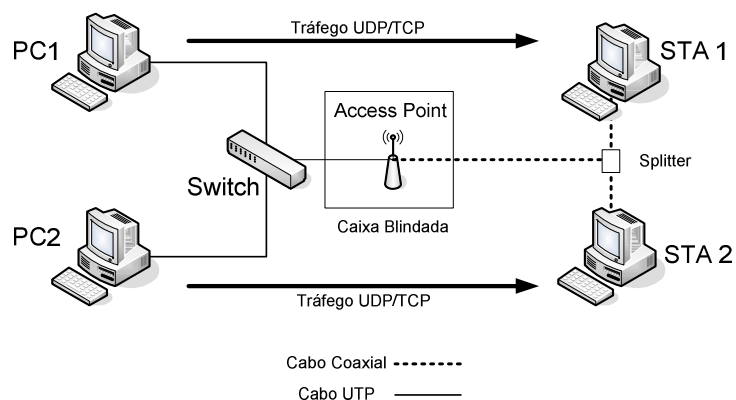 Tráfego UDP/TCP
PC1
STA 1
Access Point
Switch
Splitter
Caixa Blindada
PC2
STA 2
Tráfego UDP/TCP
Cabo Coaxial
Cabo UTP